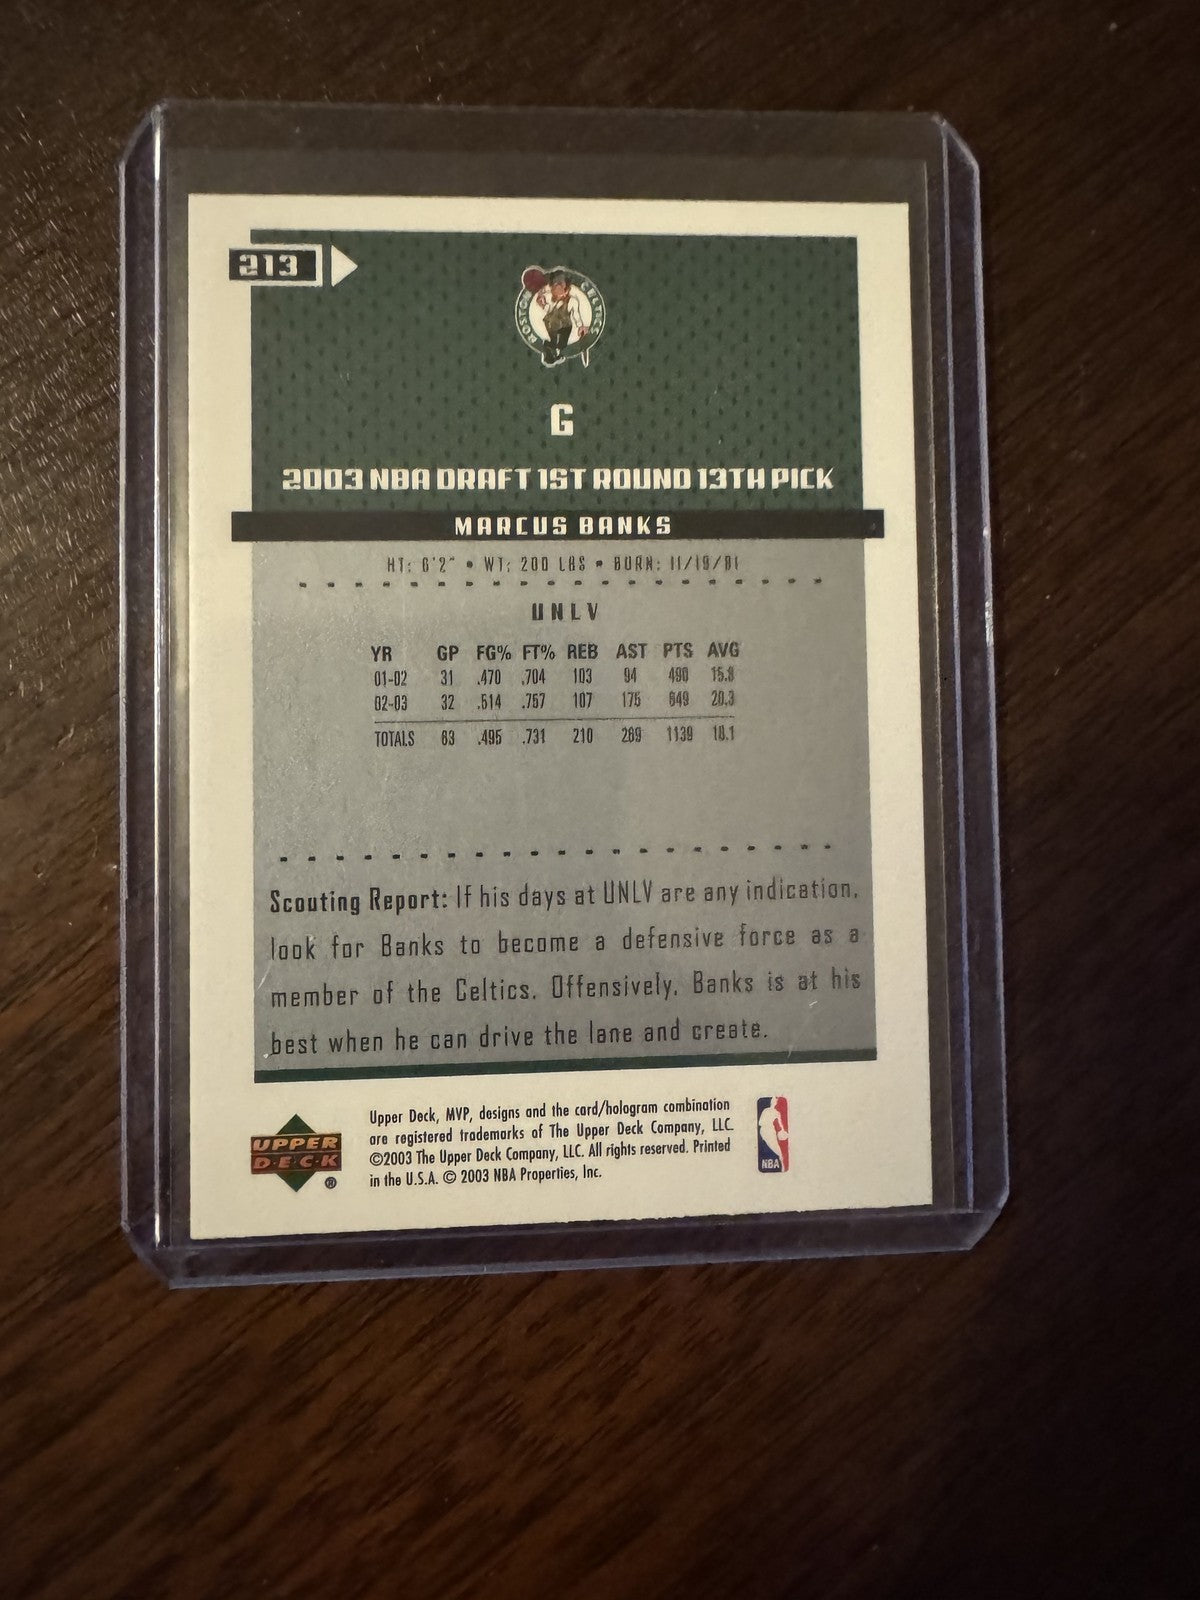 213
BOSTON CELTICS
G
2003 NBA DRAFT 1ST ROUND 13TH PICK
MARCUS BANKS
HT: 6'2" • WT: 200 LBS • BORN: 11/19/81
UNLV
YR GP FG% FT% REB AST PTS AVG
01-02 31 .470 .704 103 94 490 15.8
02-03 32 .514 .757 107 175 649 20.3
TOTALS 63 .495 .731 210 269 1139 18.1
Scouting Report: If his days at UNLV are any indication,
look for Banks to become a defensive force as a
member of the Celtics. Offensively, Banks is at his
best when he can drive the lane and create.
UPPER
DECK
®
Upper Deck, MVP, designs and the card/hologram combination
are registered trademarks of The Upper Deck Company, LLC.
©2003 The Upper Deck Company, LLC. All rights reserved. Printed
in the U.S.A. © 2003 NBA Properties, Inc.
NBA